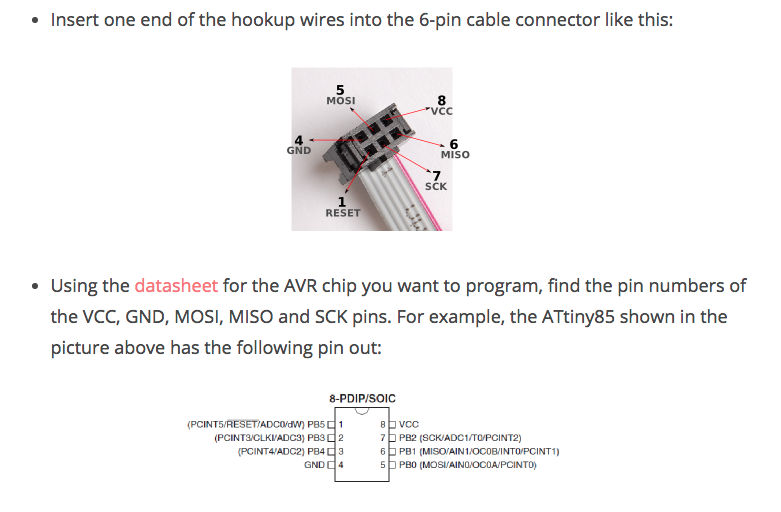 • Insert one end of the hookup wires into the 6-pin cable connector like this:
5
MOSI
8
VCC
4
GND
6
MISO
7
SCK
1
RESET
• Using the datasheet for the AVR chip you want to program, find the pin numbers of
the VCC, GND, MOSI, MISO and SCK pins. For example, the ATtiny85 shown in the
picture above has the following pin out:
8-PDIP/SOIC
(PCINT5/RESET/ADC0/dW) PB5 1 8 VCC
(PCINT3/CLKI/ADC3) PB3 2 7 PB2 (SCK/ADC1/T0/PCINT2)
(PCINT4/ADC2) PB4 3 6 PB1 (MISO/AIN1/OC0B/INT0/PCINT1)
GND 4 5 PB0 (MOSI/AIN0/OC0A/PCINT0)